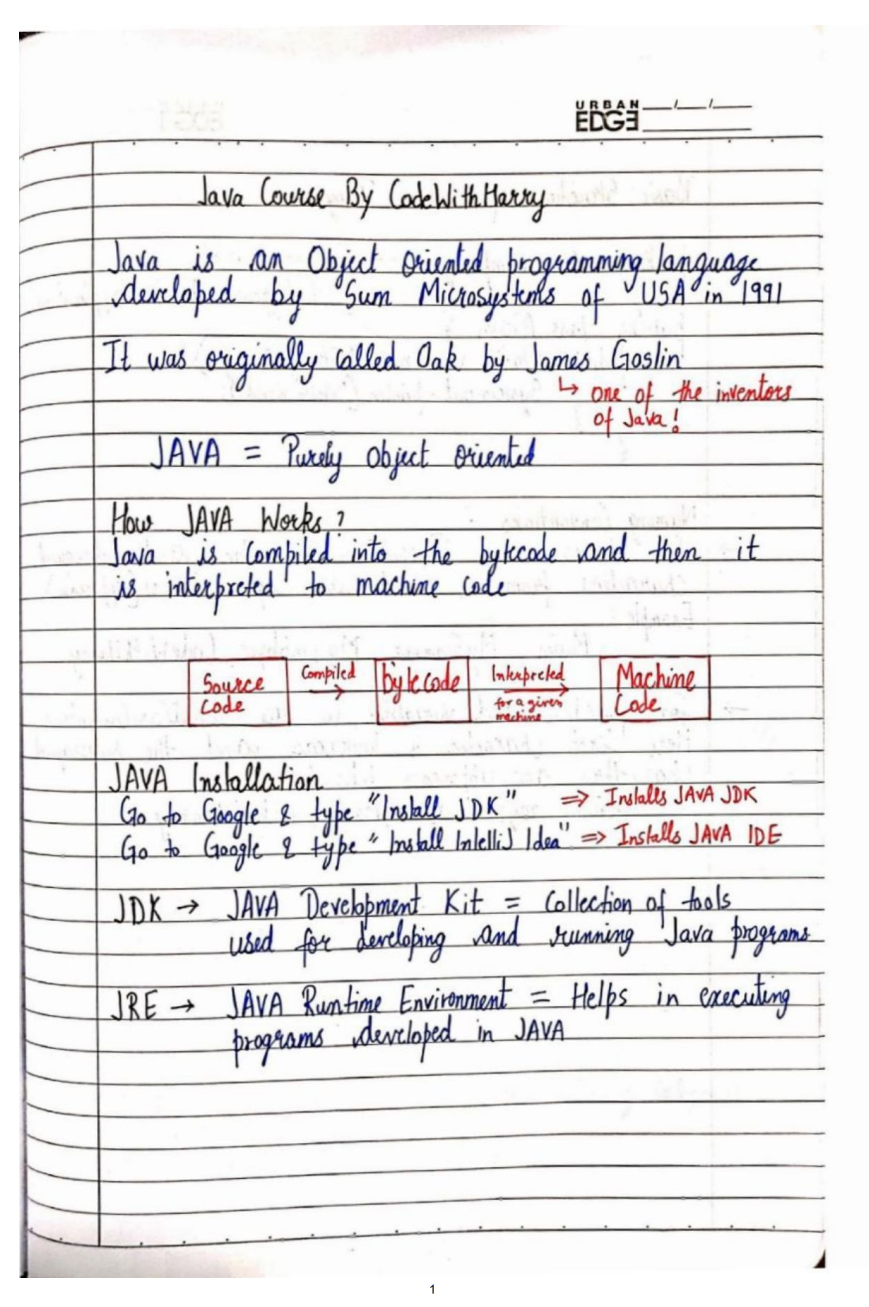 URBAN
EDGE
Java Course By CodeWithHarry
Java is an Object Oriented programming language
developed by Sum Microsystems of USA in 1991
It was originally called Oak by James Goslin
↳ one of the inventors
of Java!
JAVA = Purely object oriented
How JAVA Works?
Java is compiled into the bytecode and then it
is interpreted to machine code
Source Code Compiled → bytecode Interpreted → for a given machine Machine Code
JAVA Installation
Go to Google & type "Install JDK" ⇒ Installs JAVA JDK
Go to Google & type "Install IntelliJ Idea" ⇒ Installs JAVA IDE
JDK → JAVA Development Kit = Collection of tools
used for developing and running Java programs
JRE → JAVA Runtime Environment = Helps in executing
programs developed in JAVA
1